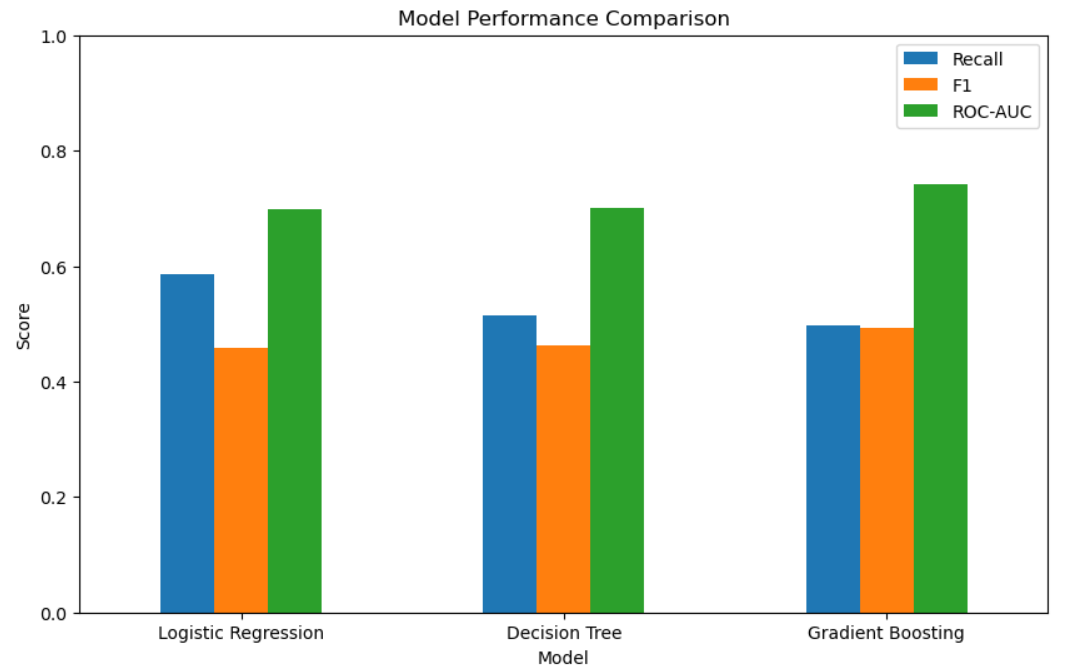 Model Performance Comparison
1.0
0.8
0.6
0.4
0.2
0.0
Score
Recall
F1
ROC-AUC
Logistic Regression
Decision Tree
Gradient Boosting
Model